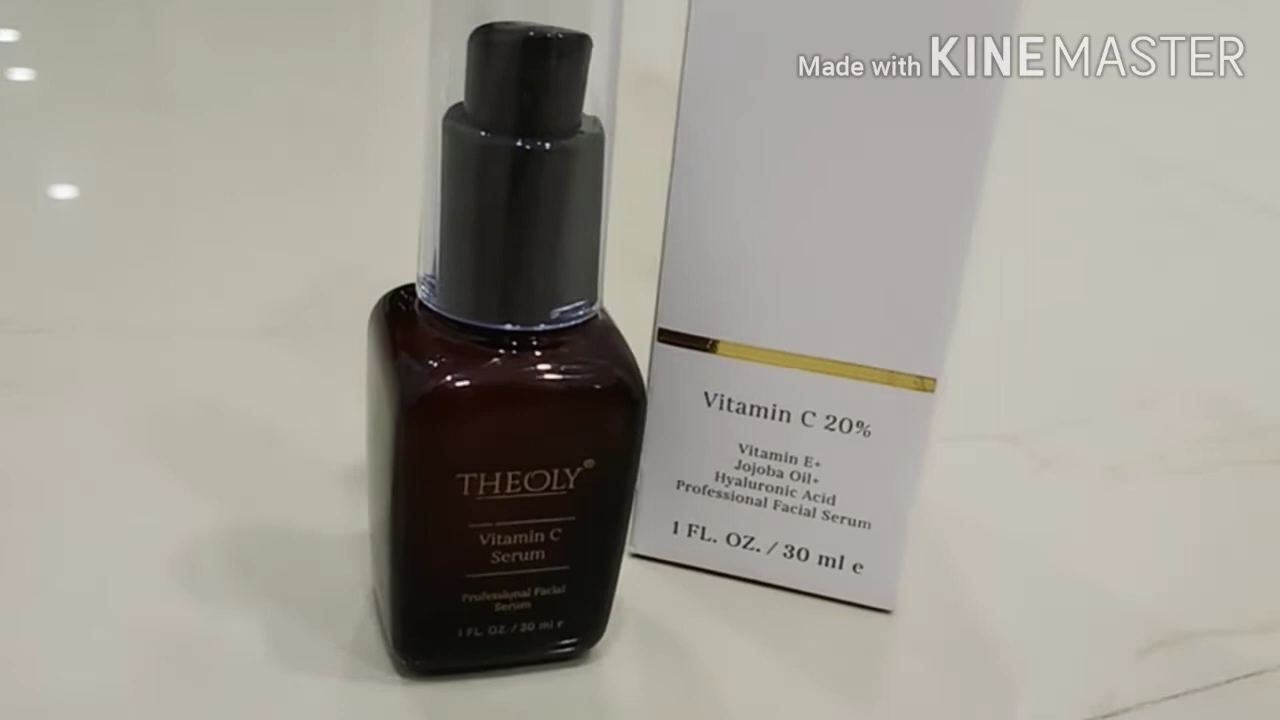 Made with KINEMASTER
THEOLY®
Vitamin C
Serum
Professional Facial
Serum
1 FL. OZ. / 30 ml e
Vitamin C 20%
Vitamin E+
Jojoba Oil+
Hyaluronic Acid
Professional Facial Serum
1 FL. OZ. / 30 ml e